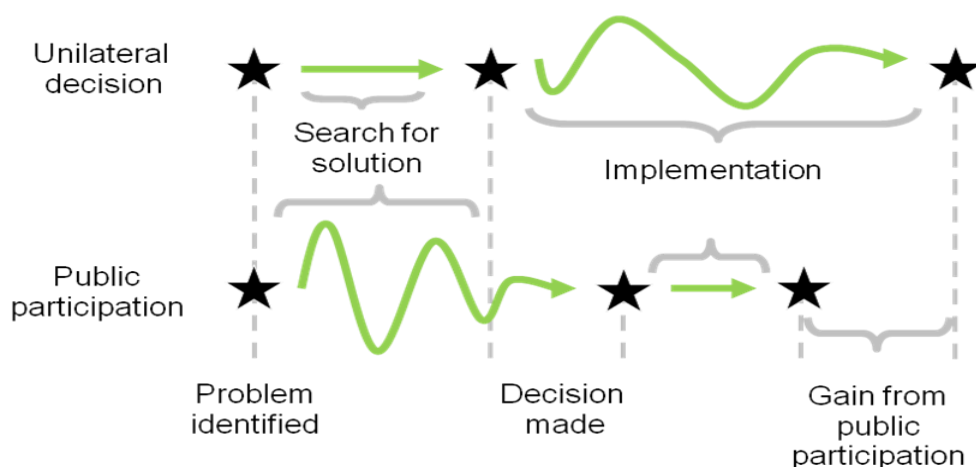 Unilateral
decision
Search for
solution
Implementation
Public
participation
Problem
identified
Decision
made
Gain from
public
participation